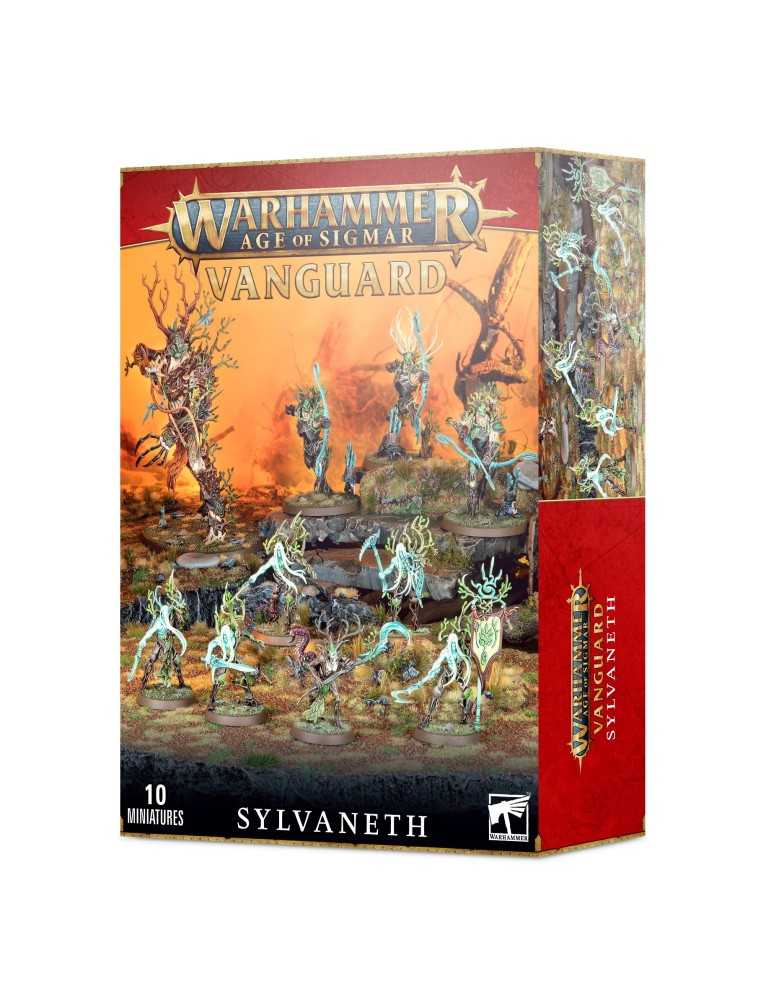 WARHAMMER
AGE OF SIGMAR
VANGUARD
10
MINIATURES
SYLVANETH
WARHAMMER
WARHAMMER
AGE OF SIGMAR
VANGUARD
SYLVANETH